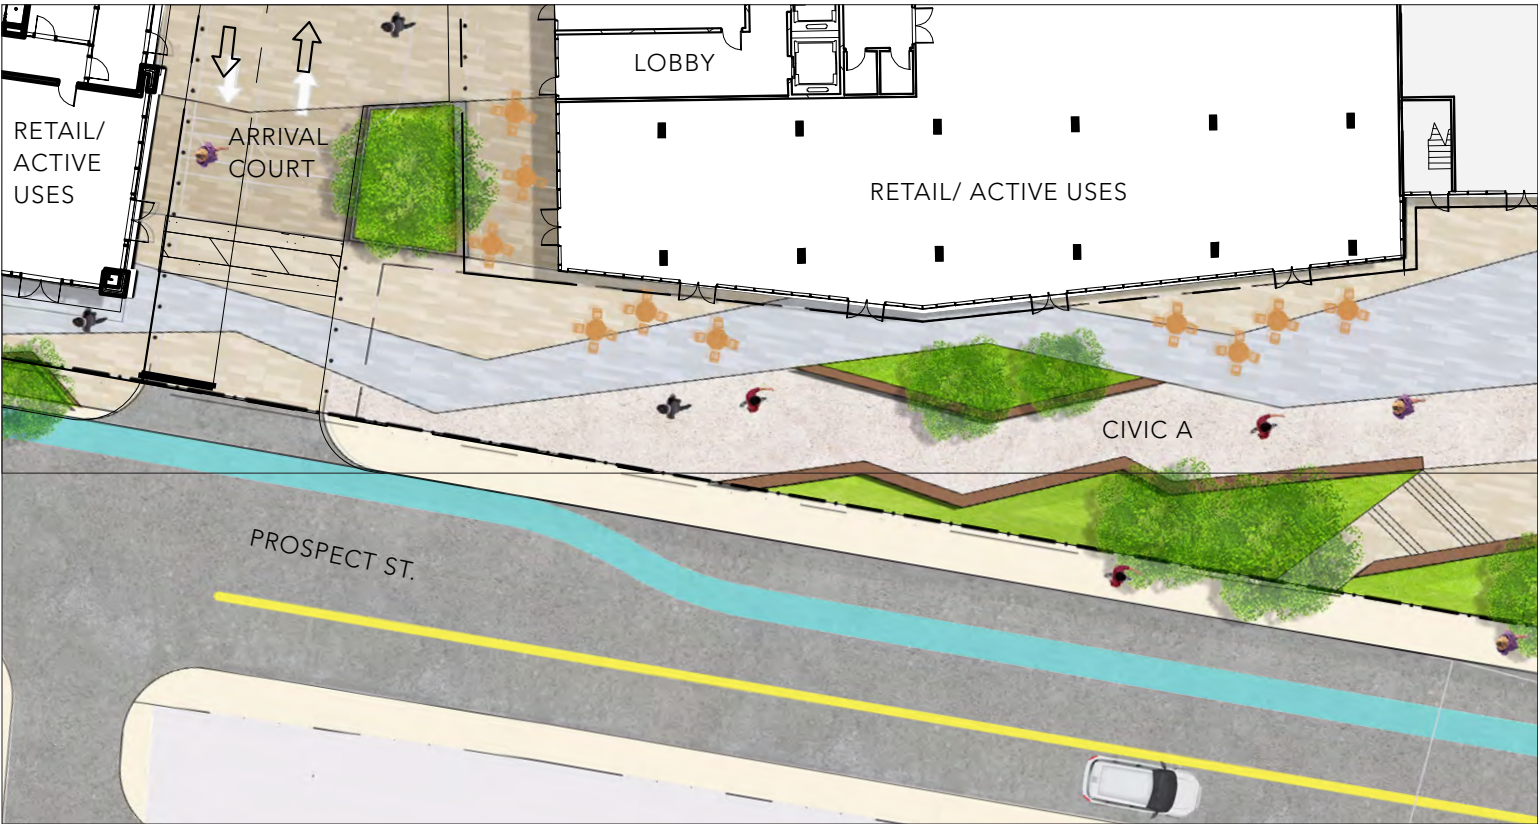 LOBBY
RETAIL/
ACTIVE
USES
ARRIVAL
COURT
RETAIL/ ACTIVE USES
CIVIC A
PROSPECT ST.